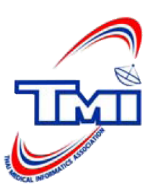 TMI
THAI MEDICAL INFORMATICS ASSOCIATION